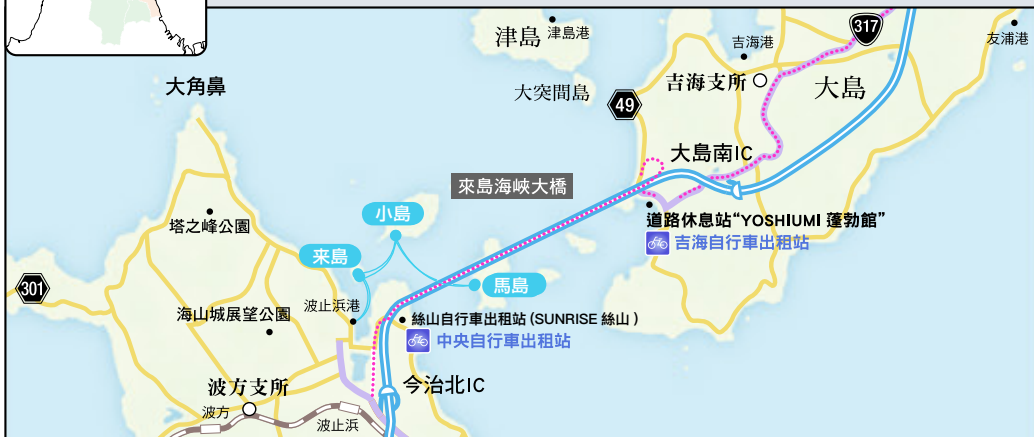 317
津島
津島港
吉海港
友浦港
大角鼻
大突間島
吉海支所
大島
49
大島南IC
來島海峽大橋
小島
道路休息站“YOSHIUMI 蓬勃館”
塔之峰公園
吉海自行車出租站
来島
馬島
301
波止浜港
海山城展望公園
絲山自行車出租站 (SUNRISE 絲山 )
中央自行車出租站
波方支所
今治北IC
波方
波止浜